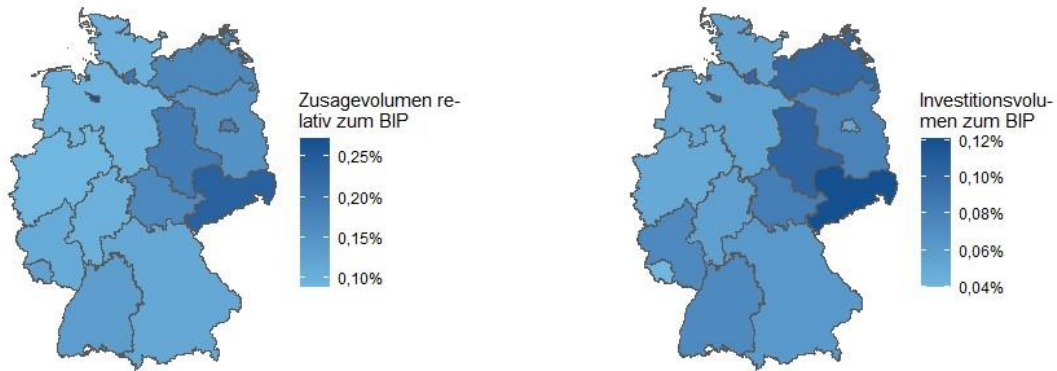 Zusagevolumen re-
lativ zum BIP
0,25%
0,20%
0,15%
0,10%
Investitionsvolu-
men zum BIP
0,12%
0,10%
0,08%
0,06%
0,04%